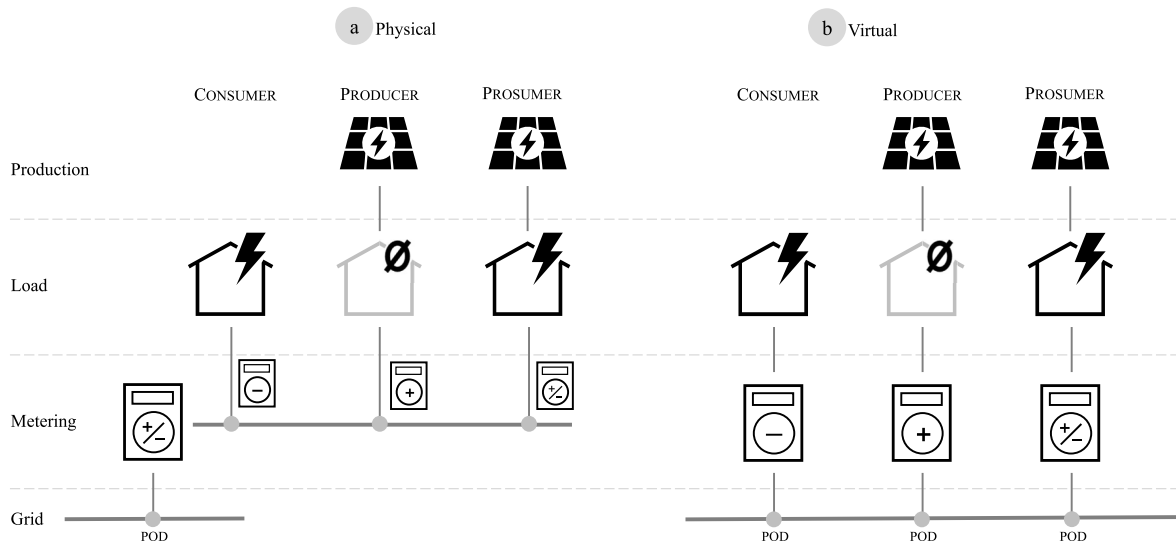 a Physical
b Virtual
CONSUMER PRODUCER PROSUMER
CONSUMER PRODUCER PROSUMER
Production
Ø Ø
Load
− + +/−
Metering
+/− − + +/−
Grid
POD POD POD POD